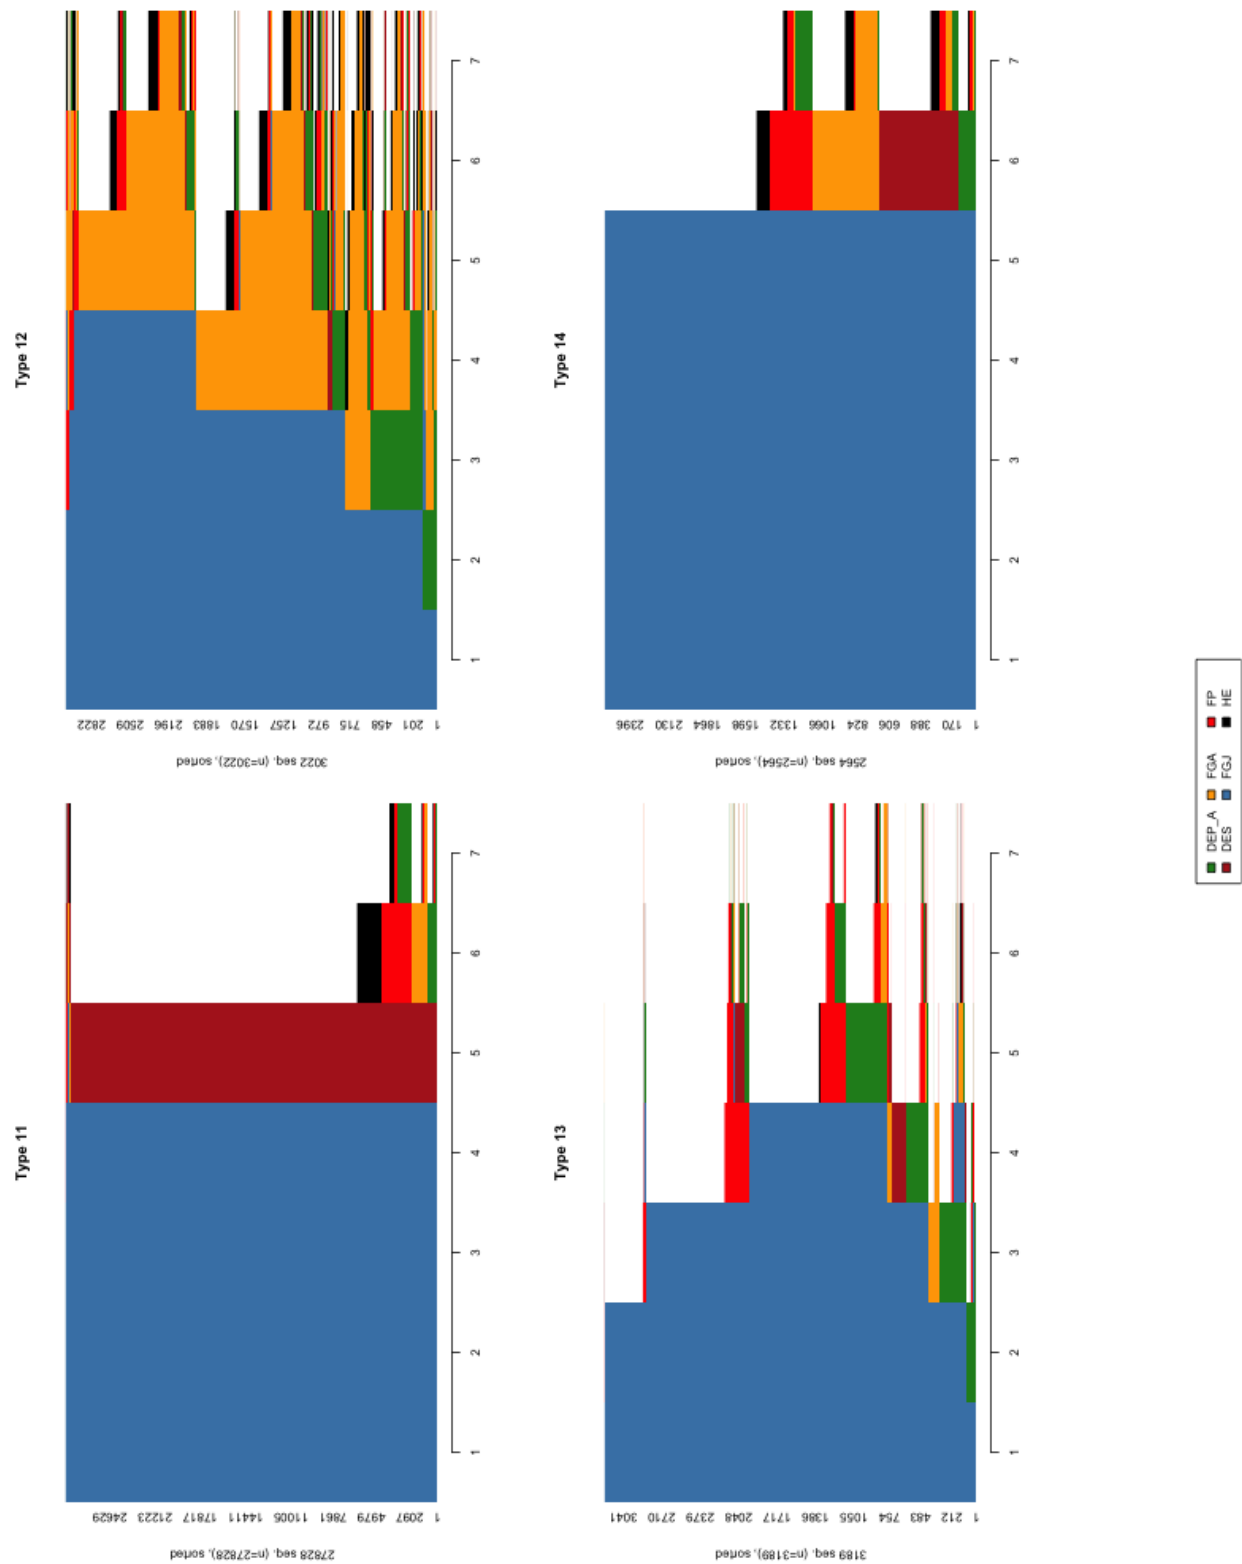 Type 11
27828 seq. (n=27828), sorted
1 2097 4979 7861 11005 14411 17817 21223 24629
1 2 3 4 5 6 7
Type 12
3022 seq. (n=3022), sorted
1 201 458 715 972 1257 1570 1883 2196 2509 2822
1 2 3 4 5 6 7
Type 13
3189 seq. (n=3189), sorted
1 212 483 754 1055 1386 1717 2048 2379 2710 3041
1 2 3 4 5 6 7
Type 14
2564 seq. (n=2564), sorted
1 170 388 606 824 1066 1332 1598 1864 2130 2396
1 2 3 4 5 6 7
DEP_A FGA FP
DES FGJ HE